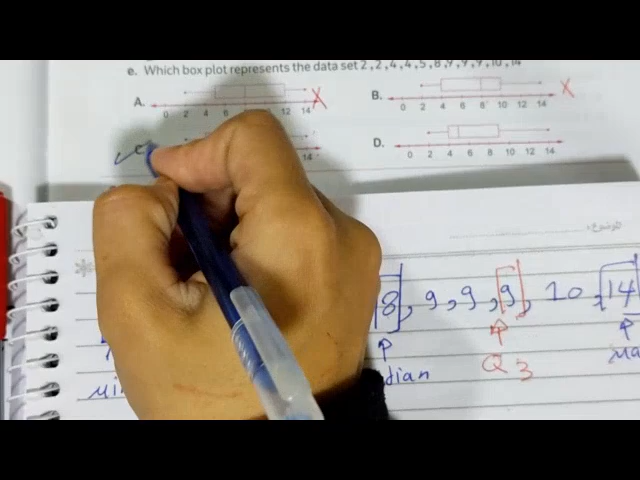 e. Which box plot represents the data set 2 , 2 , 4 , 4 , 5 , 8 , 9 , 9 , 9 , 10 , 14
A. 0 2 4 6 8 10 12 14 X
B. 0 2 4 6 8 10 12 14 X
C. 14
D. 0 2 4 6 8 10 12 14
الموضوع:
8 , 9 , 9 , 9 , 10 , 14
dian Q3